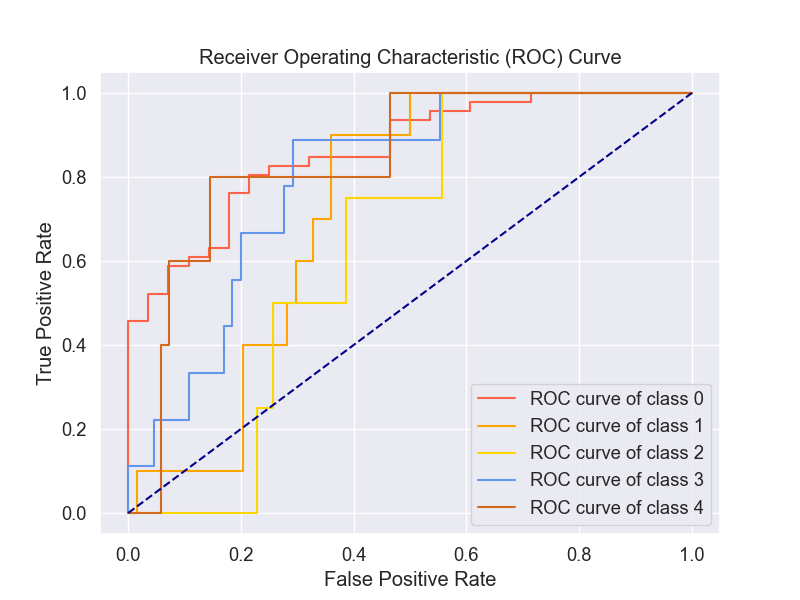 Receiver Operating Characteristic (ROC) Curve
True Positive Rate
1.0
0.8
0.6
0.4
0.2
0.0
ROC curve of class 0
ROC curve of class 1
ROC curve of class 2
ROC curve of class 3
ROC curve of class 4
0.0 0.2 0.4 0.6 0.8 1.0
False Positive Rate